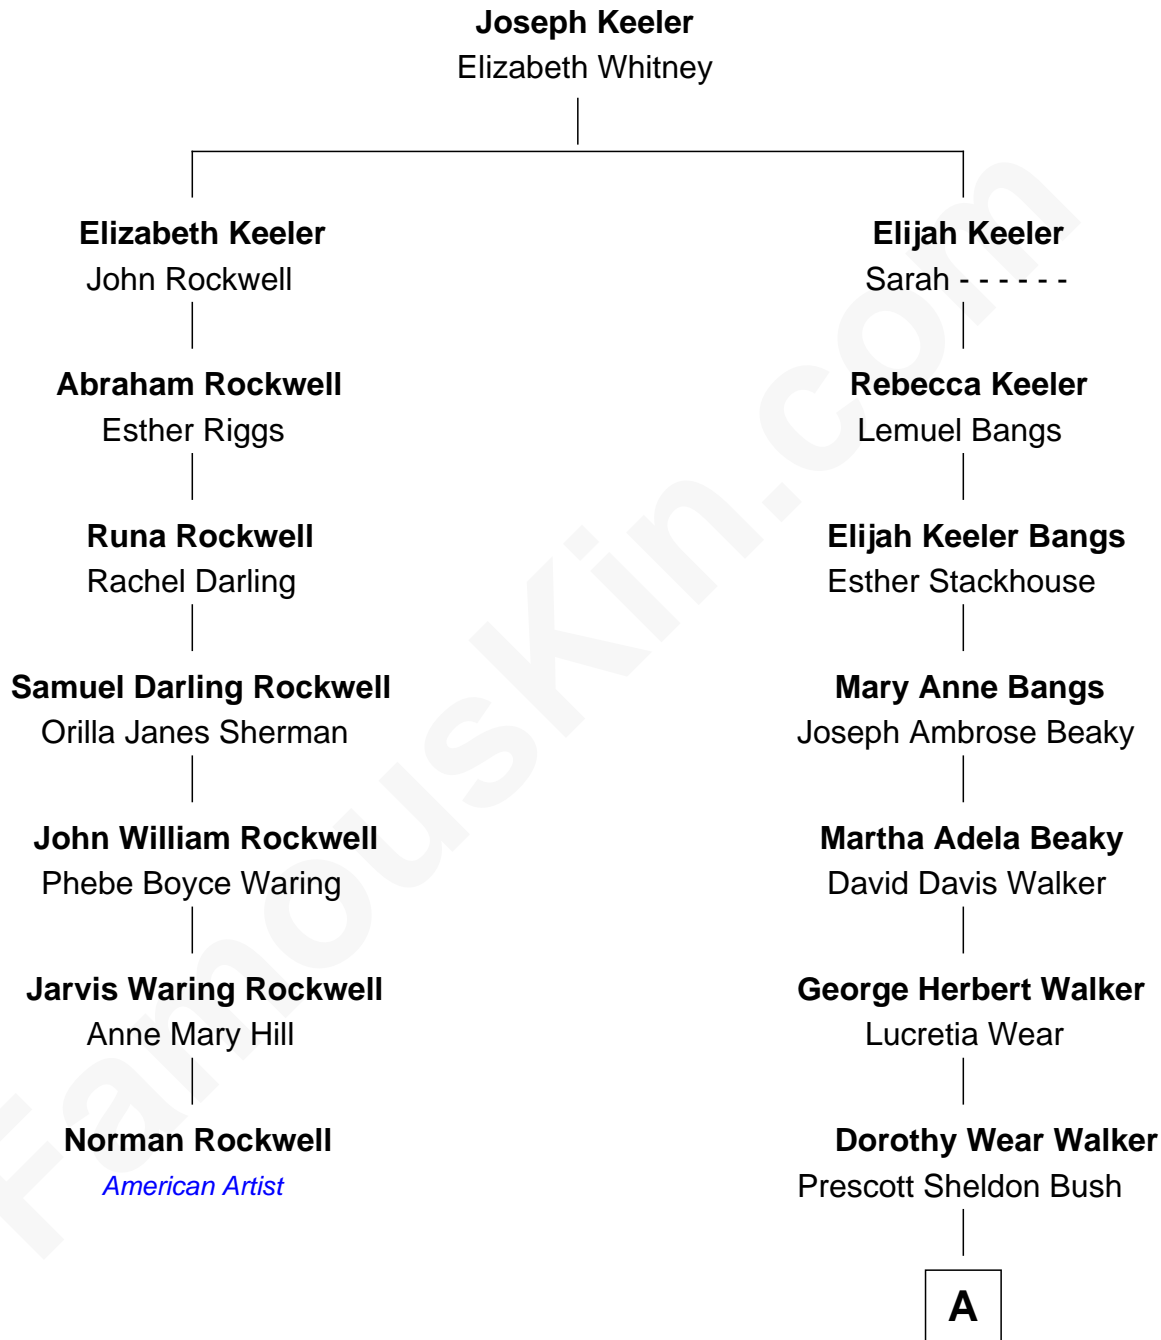 Joseph Keeler
Elizabeth Whitney
Elizabeth Keeler
John Rockwell
Elijah Keeler
Sarah - - - - - -
Abraham Rockwell
Esther Riggs
Rebecca Keeler
Lemuel Bangs
Runa Rockwell
Rachel Darling
Elijah Keeler Bangs
Esther Stackhouse
Samuel Darling Rockwell
Orilla Janes Sherman
Mary Anne Bangs
Joseph Ambrose Beaky
John William Rockwell
Phebe Boyce Waring
Martha Adela Beaky
David Davis Walker
Jarvis Waring Rockwell
Anne Mary Hill
George Herbert Walker
Lucretia Wear
Norman Rockwell
American Artist
Dorothy Wear Walker
Prescott Sheldon Bush
A
FamousKin.com